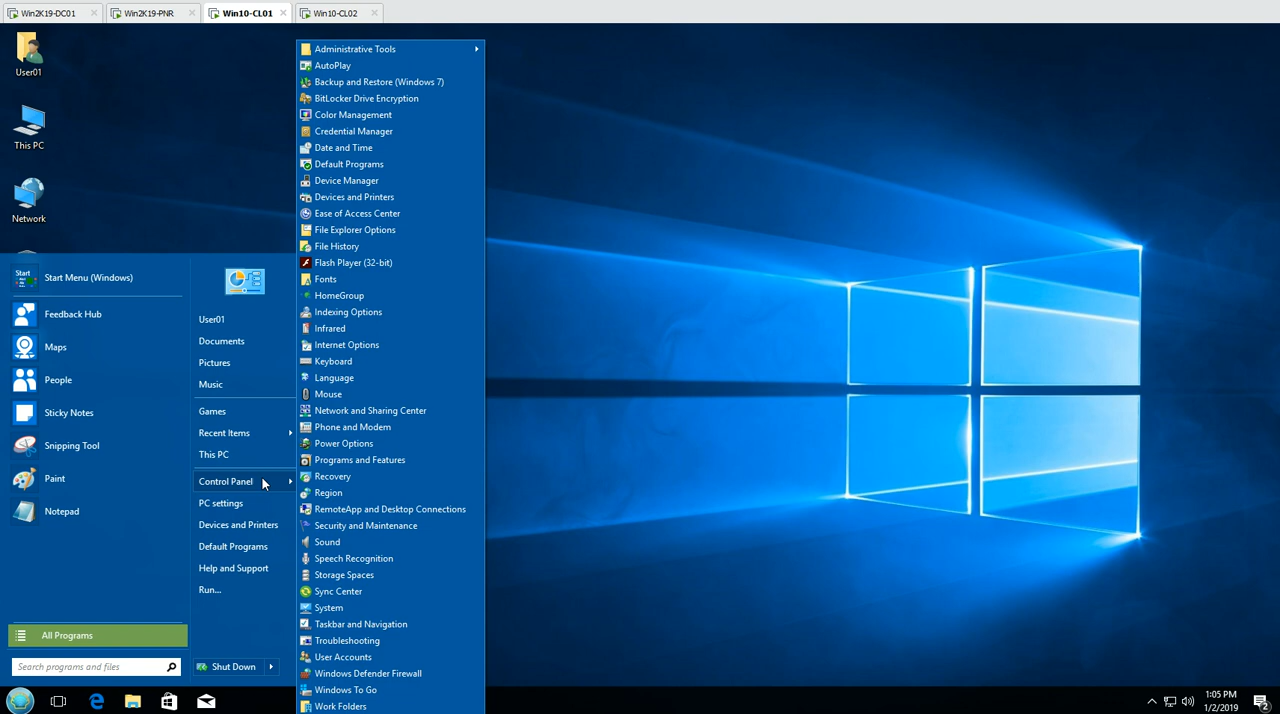 Win2K19-DC01
Win2K19-PNR
Win10-CL01
Win10-CL02
User01
This PC
Network
Start
Start Menu (Windows)
Feedback Hub
Maps
People
Sticky Notes
Snipping Tool
Paint
Notepad
All Programs
Search programs and files
User01
Documents
Pictures
Music
Games
Recent Items
This PC
Control Panel
PC settings
Devices and Printers
Default Programs
Help and Support
Run...
Shut Down
Administrative Tools
AutoPlay
Backup and Restore (Windows 7)
BitLocker Drive Encryption
Color Management
Credential Manager
Date and Time
Default Programs
Device Manager
Devices and Printers
Ease of Access Center
File Explorer Options
File History
Flash Player (32-bit)
Fonts
HomeGroup
Indexing Options
Infrared
Internet Options
Keyboard
Language
Mouse
Network and Sharing Center
Phone and Modem
Power Options
Programs and Features
Recovery
Region
RemoteApp and Desktop Connections
Security and Maintenance
Sound
Speech Recognition
Storage Spaces
Sync Center
System
Taskbar and Navigation
Troubleshooting
User Accounts
Windows Defender Firewall
Windows To Go
Work Folders
1:05 PM
1/2/2019
2